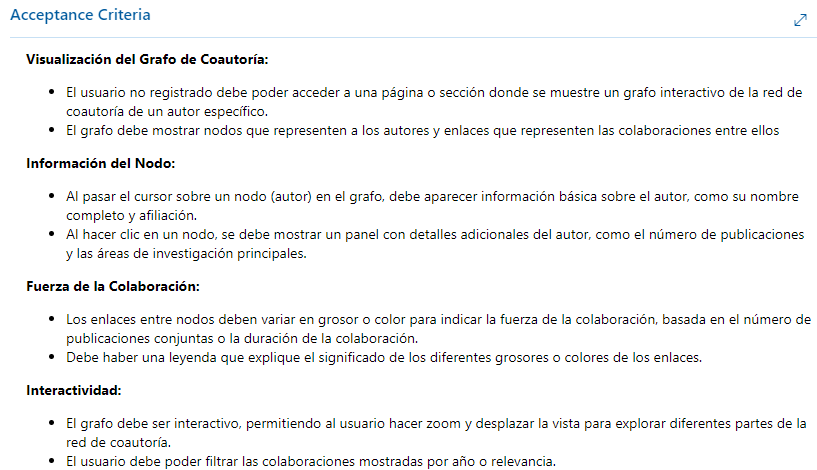 Acceptance Criteria
Visualización del Grafo de Coautoría:
• El usuario no registrado debe poder acceder a una página o sección donde se muestre un grafo interactivo de la red de
coautoría de un autor específico.
• El grafo debe mostrar nodos que representen a los autores y enlaces que representen las colaboraciones entre ellos
Información del Nodo:
• Al pasar el cursor sobre un nodo (autor) en el grafo, debe aparecer información básica sobre el autor, como su nombre
completo y afiliación.
• Al hacer clic en un nodo, se debe mostrar un panel con detalles adicionales del autor, como el número de publicaciones
y las áreas de investigación principales.
Fuerza de la Colaboración:
• Los enlaces entre nodos deben variar en grosor o color para indicar la fuerza de la colaboración, basada en el número de
publicaciones conjuntas o la duración de la colaboración.
• Debe haber una leyenda que explique el significado de los diferentes grosores o colores de los enlaces.
Interactividad:
• El grafo debe ser interactivo, permitiendo al usuario hacer zoom y desplazar la vista para explorar diferentes partes de la
red de coautoría.
• El usuario debe poder filtrar las colaboraciones mostradas por año o relevancia.